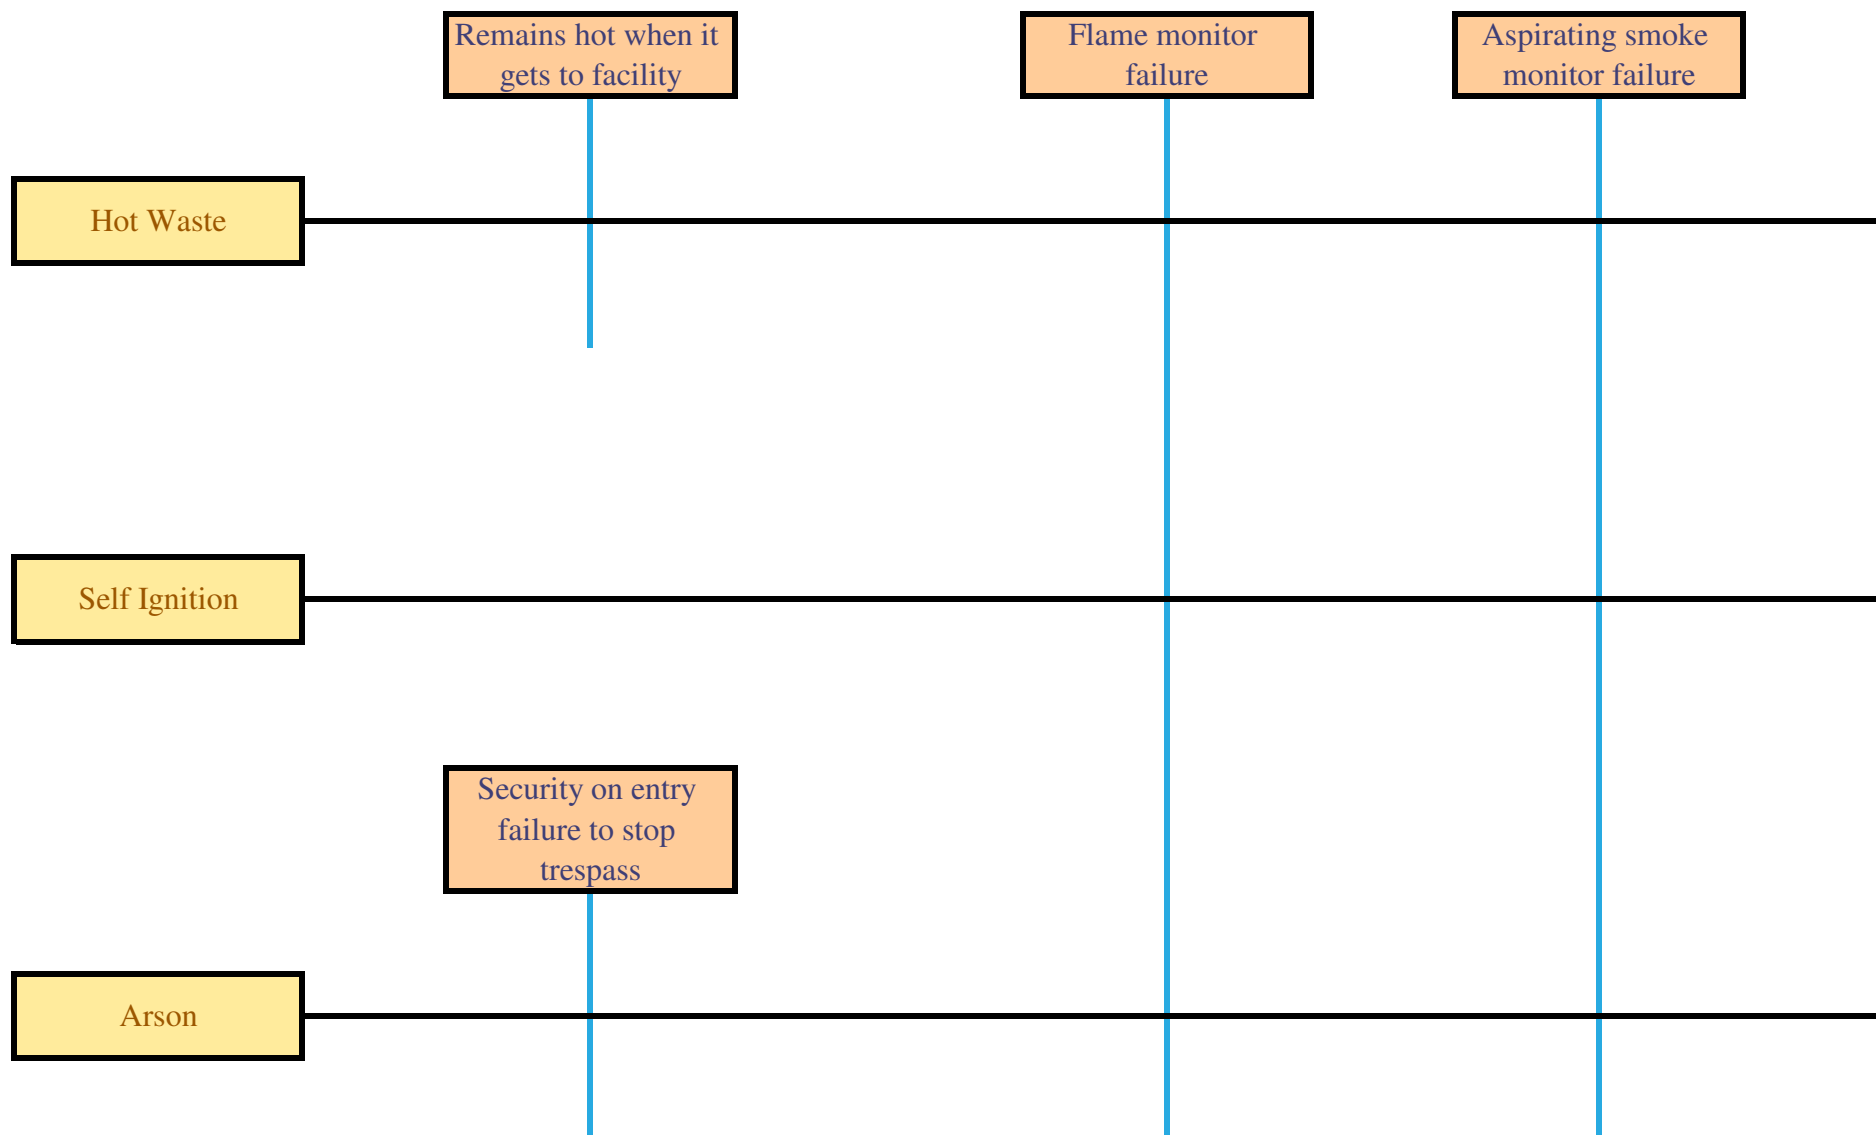 Remains hot when it
gets to facility
Flame monitor
failure
Aspirating smoke
monitor failure
Hot Waste
Self Ignition
Security on entry
failure to stop
trespass
Arson